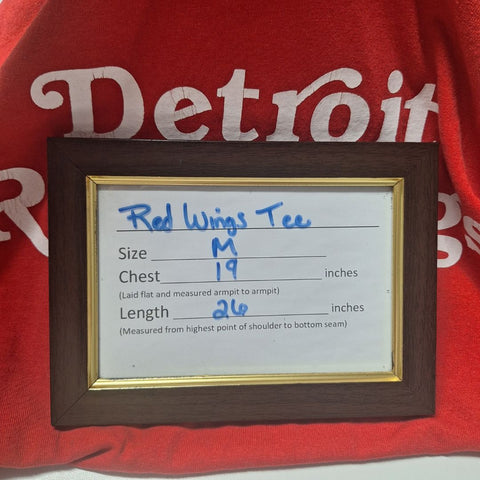 Detroit
R gs
Red Wings Tee
Size M
Chest 19 inches
(Laid flat and measured armpit to armpit)
Length 26 inches
(Measured from highest point of shoulder to bottom seam)